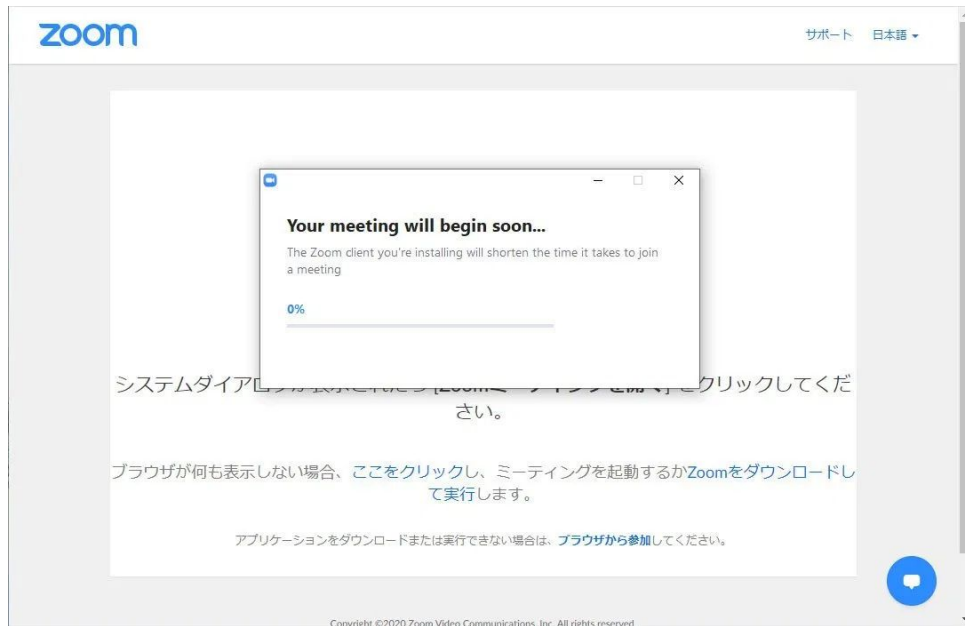 zoom
サポート 日本語
Your meeting will begin soon...
The Zoom client you're installing will shorten the time it takes to join
a meeting
0%
システムダイアロ クリックしてくだ
さい。
ブラウザが何も表示しない場合、ここをクリックし、ミーティングを起動するかZoomをダウンロードし
て実行します。
アプリケーションをダウンロードまたは実行できない場合は、ブラウザから参加してください。
Copyright ©2020 Zoom Video Communications, Inc. All rights reserved.